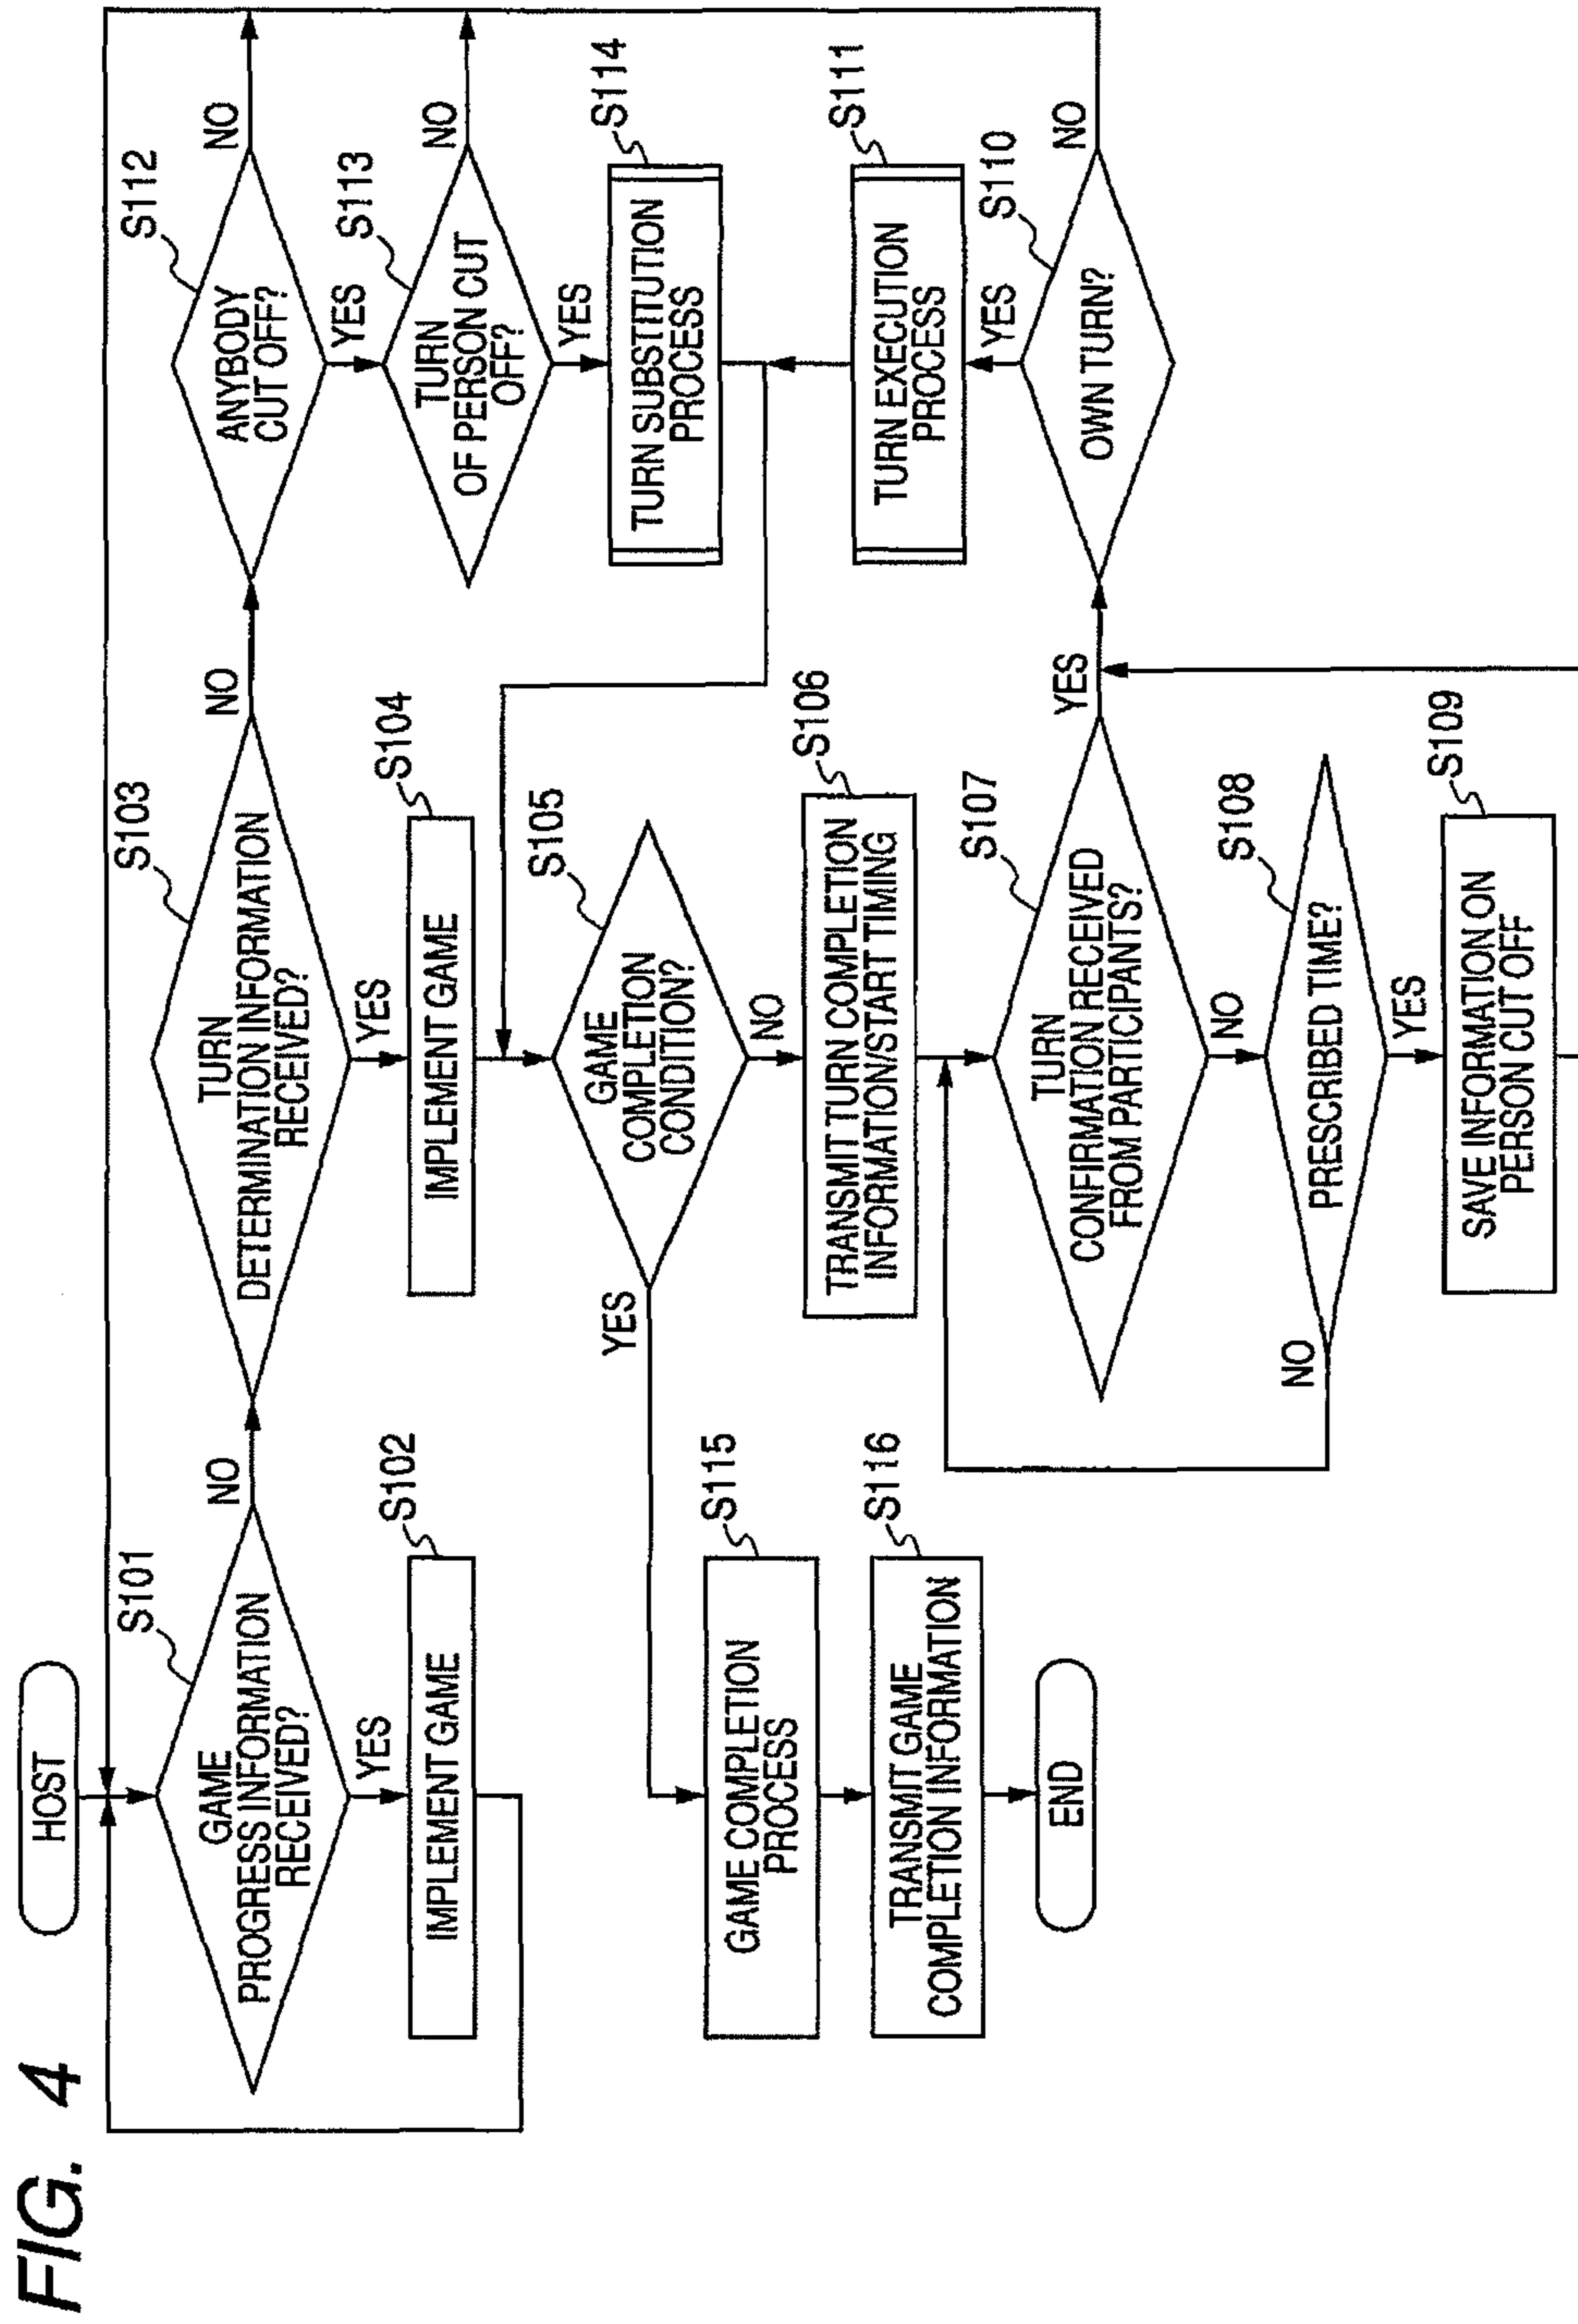 FIG. 4
HOST
S101
GAME
PROGRESS INFORMATION
RECEIVED?
NO
YES
S102
IMPLEMENT GAME
S103
TURN
DETERMINATION INFORMATION
RECEIVED?
NO
YES
S104
IMPLEMENT GAME
S112
ANYBODY
CUT OFF?
NO
YES
S113
TURN
OF PERSON CUT
OFF?
NO
YES
S114
TURN SUBSTITUTION
PROCESS
S105
GAME
COMPLETION
CONDITION?
YES
NO
S106
TRANSMIT TURN COMPLETION
INFORMATION/START TIMING
S111
TURN EXECUTION
PROCESS
YES
S110
OWN TURN?
NO
S107
TURN
CONFIRMATION RECEIVED
FROM PARTICIPANTS?
YES
NO
S108
PRESCRIBED TIME?
NO
YES
S109
SAVE INFORMATION ON
PERSON CUT OFF
S115
GAME COMPLETION
PROCESS
S116
TRANSMIT GAME
COMPLETION INFORMATION
END